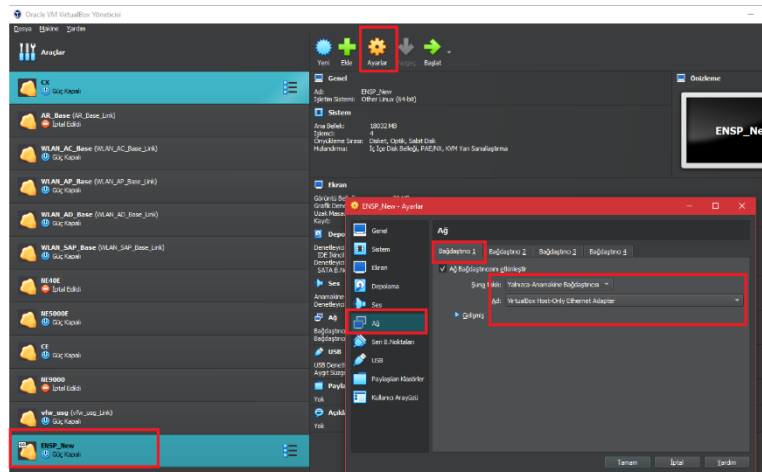 Oracle VM VirtualBox Yöneticisi
Dosya Makine Yardım
Araçlar
Yeni Ekle Ayarlar Başlat
CX
Güç Kapalı
AR_Base (AR_Base_Link)
İptal Edildi
WLAN_AC_Base (WLAN_AC_Base_Link)
Güç Kapalı
WLAN_AP_Base (WLAN_AP_Base_Link)
Güç Kapalı
WLAN_AD_Base (WLAN_AD_Base_Link)
Güç Kapalı
WLAN_SAP_Base (WLAN_SAP_Base_Link)
Güç Kapalı
NE40E
İptal Edildi
NE5000E
Güç Kapalı
CE
Güç Kapalı
NE9000
İptal Edildi
vfw_usg (vfw_usg_Link)
Güç Kapalı
ENSP_New
Güç Kapalı
Genel
Adı: ENSP_New
İşletim Sistemi: Other Linux (64-bit)
Sistem
Ana Bellek: 18032 MB
İşlemci: 4
Önyükleme Sırası: Disket, Optik, Sabit Disk
Hızlandırma: İç İçe Disk Belleği, PAE/NX, KVM Yan Sanallaştırma
Ekran
Ses
Ağ
USB
Yok
Yok
Önizleme
ENSP_Ne
ENSP_New - Ayarlar
Genel
Sistem
Ekran
Depolama
Ses
Ağ
Seri B.Noktaları
USB
Paylaşılan Klasörler
Kullanıcı Arayüzü
Ağ
Bağdaştırıcı 1 Bağdaştırıcı 2 Bağdaştırıcı 3 Bağdaştırıcı 4
Ağ Bağdaştırıcısını etkinleştir
Şuna takılı: Yalnızca-Anamakine Bağdaştırıcısı
Adı: VirtualBox Host-Only Ethernet Adapter
Gelişmiş
Tamam İptal Yardım